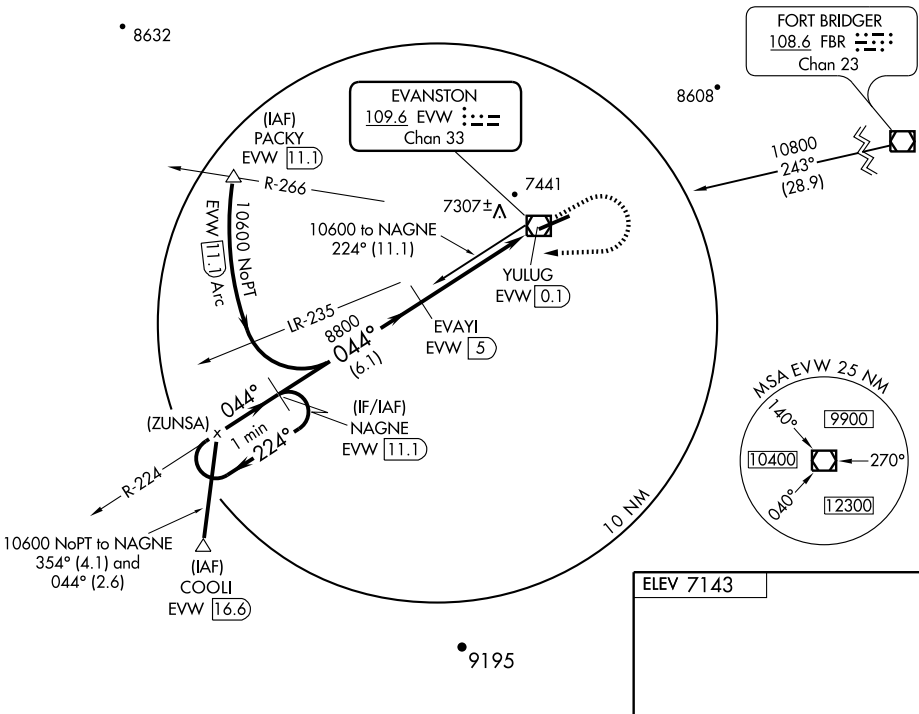 8632
FORT BRIDGER
108.6 FBR
Chan 23
8608
EVANSTON
109.6 EVW
Chan 33
(IAF)
PACKY
EVW 11.1
R-266
10800
243°
(28.9)
7441
7307±
10600 NoPT
EVW 11.1 Arc
10600 to NAGNE
224° (11.1)
YULUG
EVW 0.1
LR-235
8800
044°
(6.1)
EVAYI
EVW 5
MSA EVW 25 NM
140°
9900
10400
270°
040°
12300
(ZUNSA)
044°
1 min
224°
(IF/IAF)
NAGNE
EVW 11.1
R-224
10 NM
10600 NoPT to NAGNE
354° (4.1) and
044° (2.6)
(IAF)
COOLI
EVW 16.6
ELEV 7143
9195